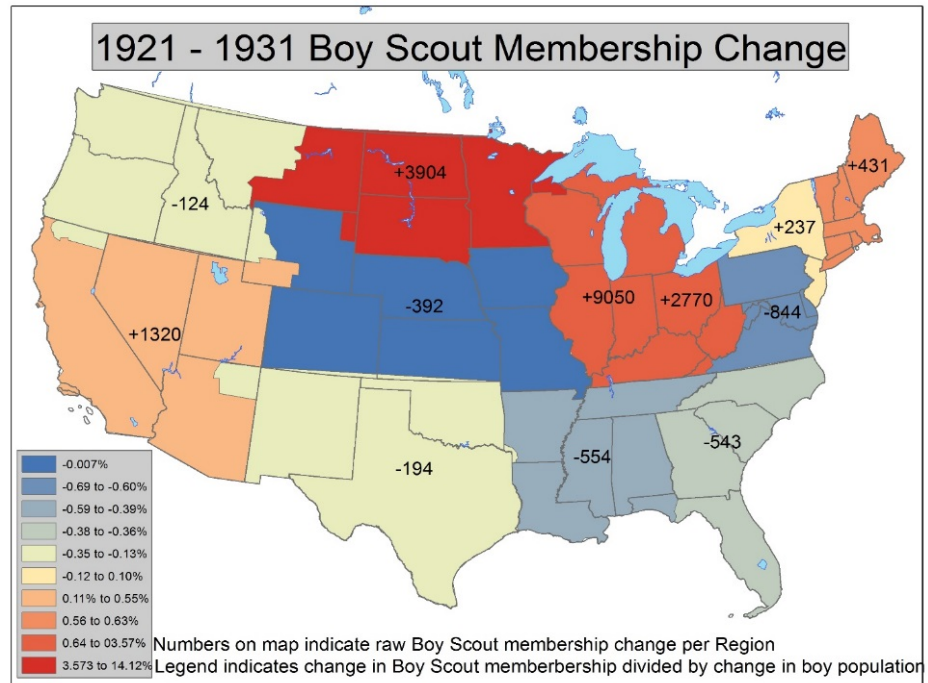 1921 - 1931 Boy Scout Membership Change
+431
+3904
-124
+237
+9050
+2770
-392
-844
+1320
-543
-554
-194
-0.007%
-0.69 to -0.60%
-0.59 to -0.39%
-0.38 to -0.36%
-0.35 to -0.13%
-0.12 to 0.10%
0.11% to 0.55%
0.56 to 0.63%
0.64 to 03.57%
3.573 to 14.12%
Numbers on map indicate raw Boy Scout membership change per Region
Legend indicates change in Boy Scout memberbership divided by change in boy population